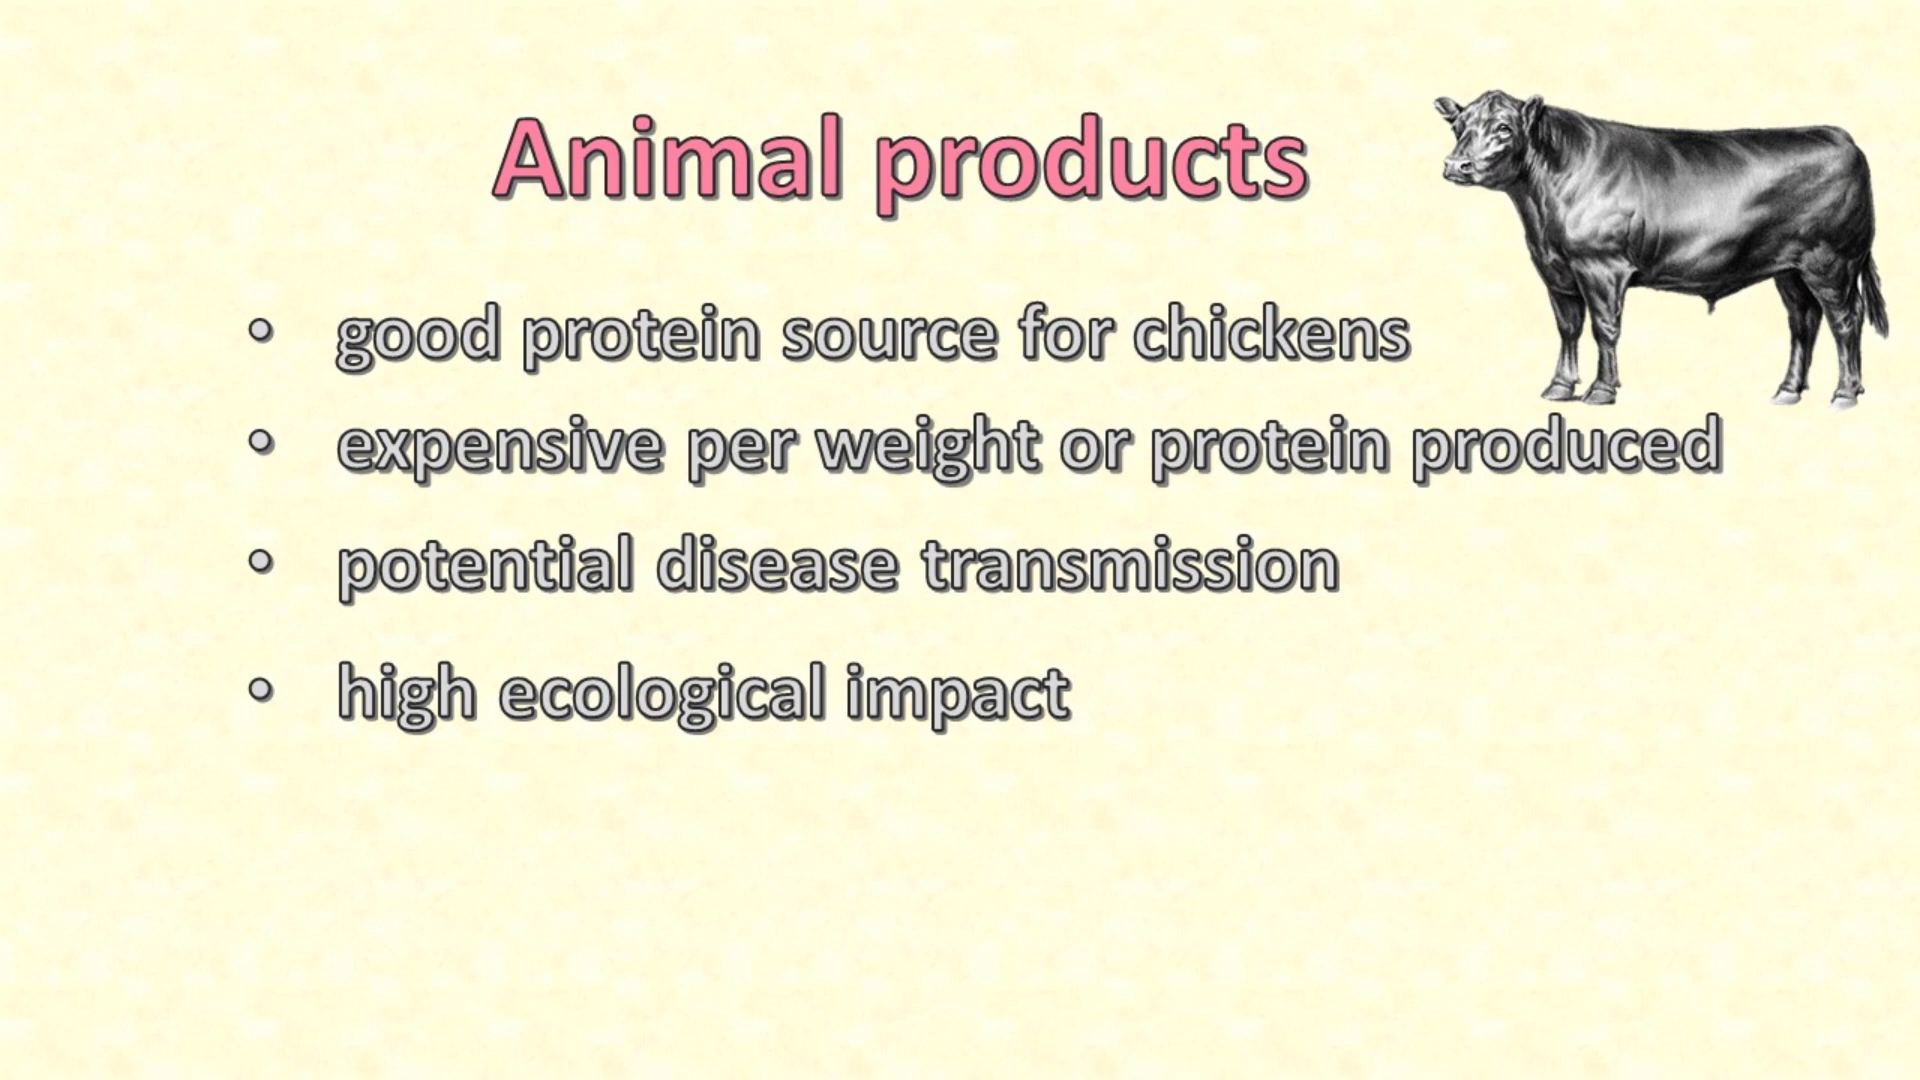 Animal products
• good protein source for chickens
• expensive per weight or protein produced
• potential disease transmission
• high ecological impact